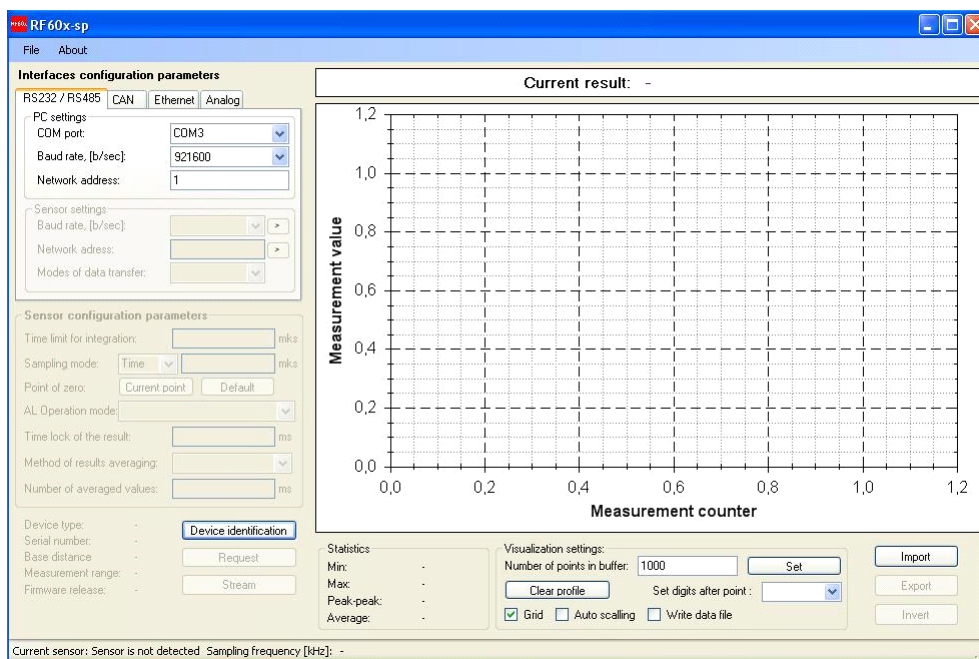 RF60x-sp
File About
Interfaces configuration parameters
RS232 / RS485 CAN Ethernet Analog
PC settings
COM port: COM3
Baud rate, [b/sec]: 921600
Network address: 1
Sensor settings
Baud rate, [b/sec]: >
Network adress: >
Modes of data transfer:
Sensor configuration parameters
Time limit for integration: mks
Sampling mode: Time mks
Point of zero: Current point Default
AL Operation mode:
Time lock of the result: ms
Method of results averaging:
Number of averaged values: ms
Device type: -
Serial number: -
Base distance -
Measurement range: -
Firmware release: -
Device identification
Request
Stream
Current result: -
Measurement value
1,2
1,0
0,8
0,6
0,4
0,2
0,0
0,0 0,2 0,4 0,6 0,8 1,0 1,2
Measurement counter
Statistics
Min: -
Max: -
Peak-peak: -
Average: -
Visualization settings:
Number of points in buffer: 1000 Set
Clear profile Set digits after point :
Grid Auto scalling Write data file
Import
Export
Invert
Current sensor: Sensor is not detected Sampling frequency [kHz]: -